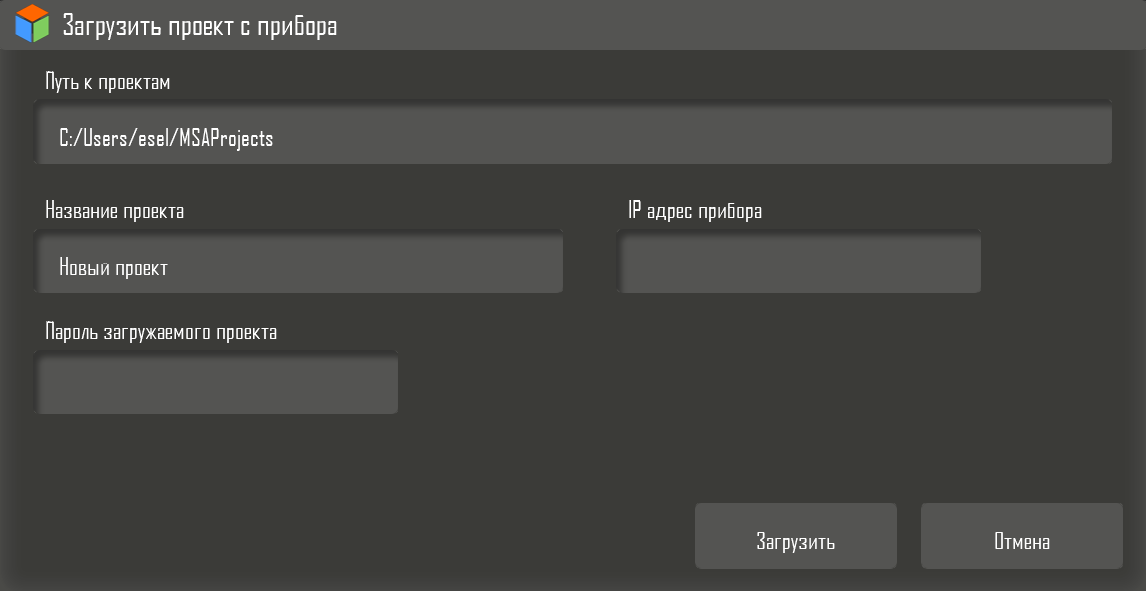 Загрузить проект с прибора
Путь к проектам
C:/Users/esel/MSAProjects
Название проекта
IP адрес прибора
Новый проект
Пароль загружаемого проекта
Загрузить
Отмена